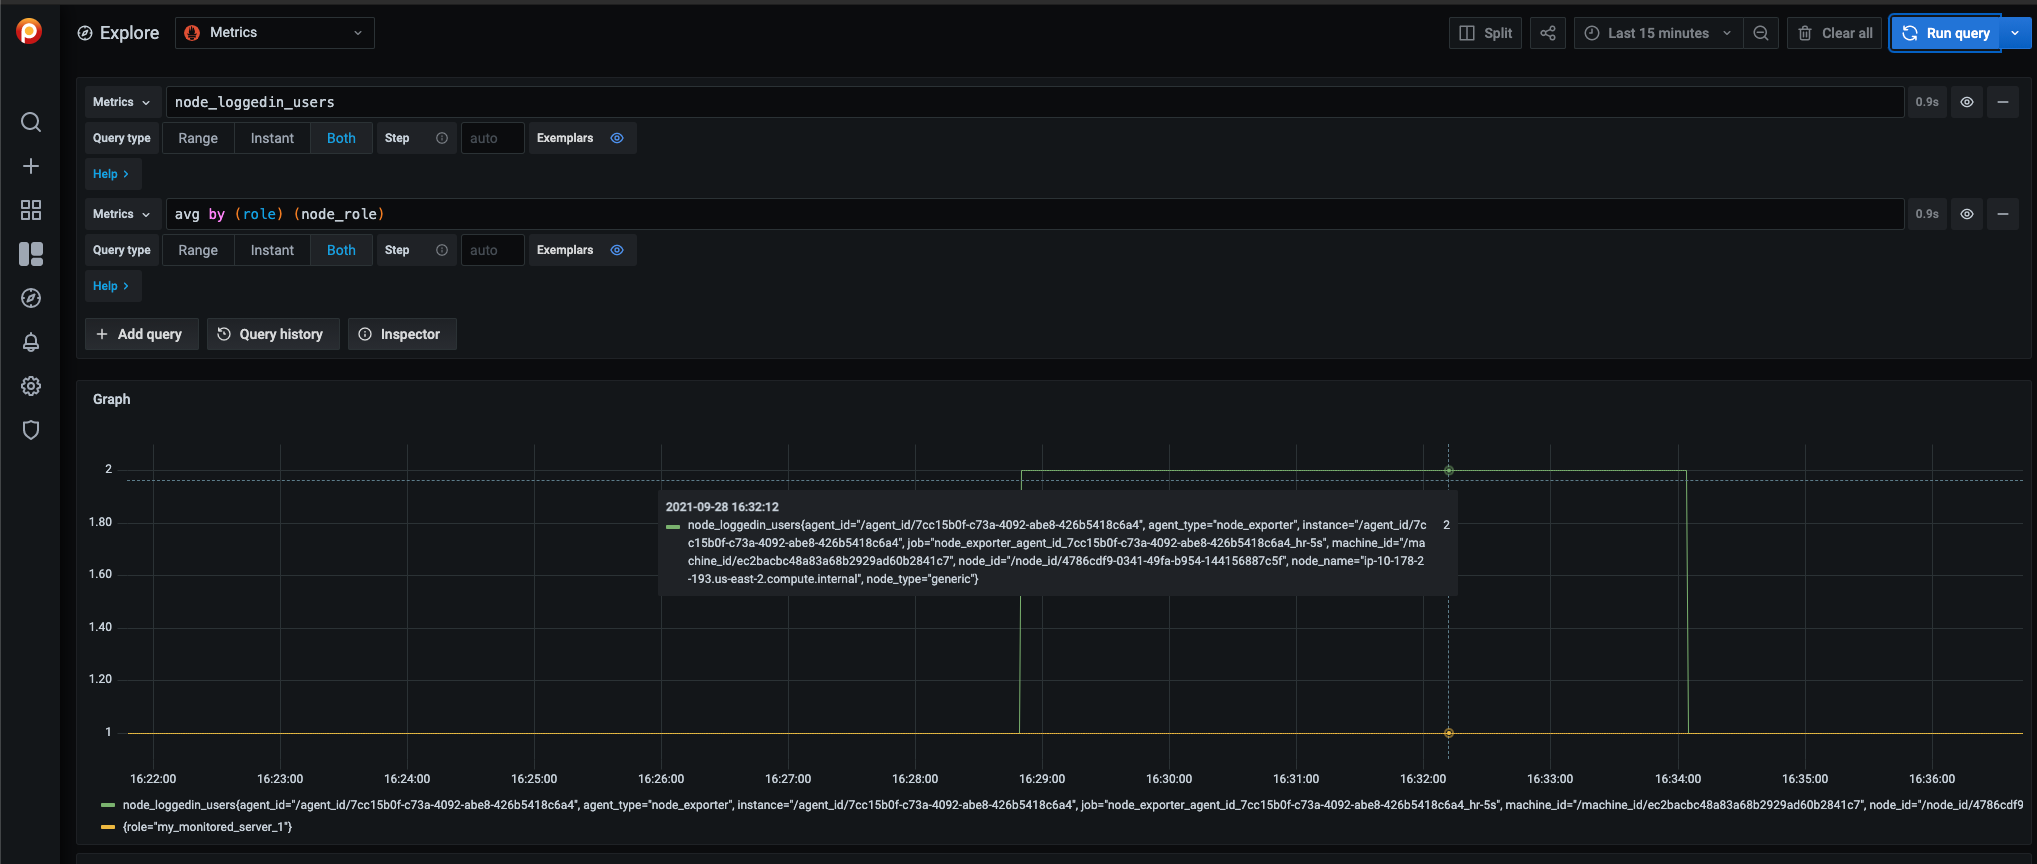 Explore Metrics Split Last 15 minutes Clear all Run query
Metrics node_loggedin_users 0.9s
Query type Range Instant Both Step auto Exemplars
Help >
Metrics avg by (role) (node_role) 0.9s
Query type Range Instant Both Step auto Exemplars
Help >
+ Add query Query history Inspector
Graph
2
1.80
1.60
1.40
1.20
1
2021-09-28 16:32:12
node_loggedin_users{agent_id="/agent_id/7cc15b0f-c73a-4092-abe8-426b5418c6a4", agent_type="node_exporter", instance="/agent_id/7c 2
c15b0f-c73a-4092-abe8-426b5418c6a4", job="node_exporter_agent_id_7cc15b0f-c73a-4092-abe8-426b5418c6a4_hr-5s", machine_id="/ma
chine_id/ec2bacbc48a83a68b2929ad60b2841c7", node_id="/node_id/4786cdf9-0341-49fa-b954-144156887c5f", node_name="ip-10-178-2
-193.us-east-2.compute.internal", node_type="generic"}
16:22:00 16:23:00 16:24:00 16:25:00 16:26:00 16:27:00 16:28:00 16:29:00 16:30:00 16:31:00 16:32:00 16:33:00 16:34:00 16:35:00 16:36:00
node_loggedin_users{agent_id="/agent_id/7cc15b0f-c73a-4092-abe8-426b5418c6a4", agent_type="node_exporter", instance="/agent_id/7cc15b0f-c73a-4092-abe8-426b5418c6a4", job="node_exporter_agent_id_7cc15b0f-c73a-4092-abe8-426b5418c6a4_hr-5s", machine_id="/machine_id/ec2bacbc48a83a68b2929ad60b2841c7", node_id="/node_id/4786cdf9
{role="my_monitored_server_1"}